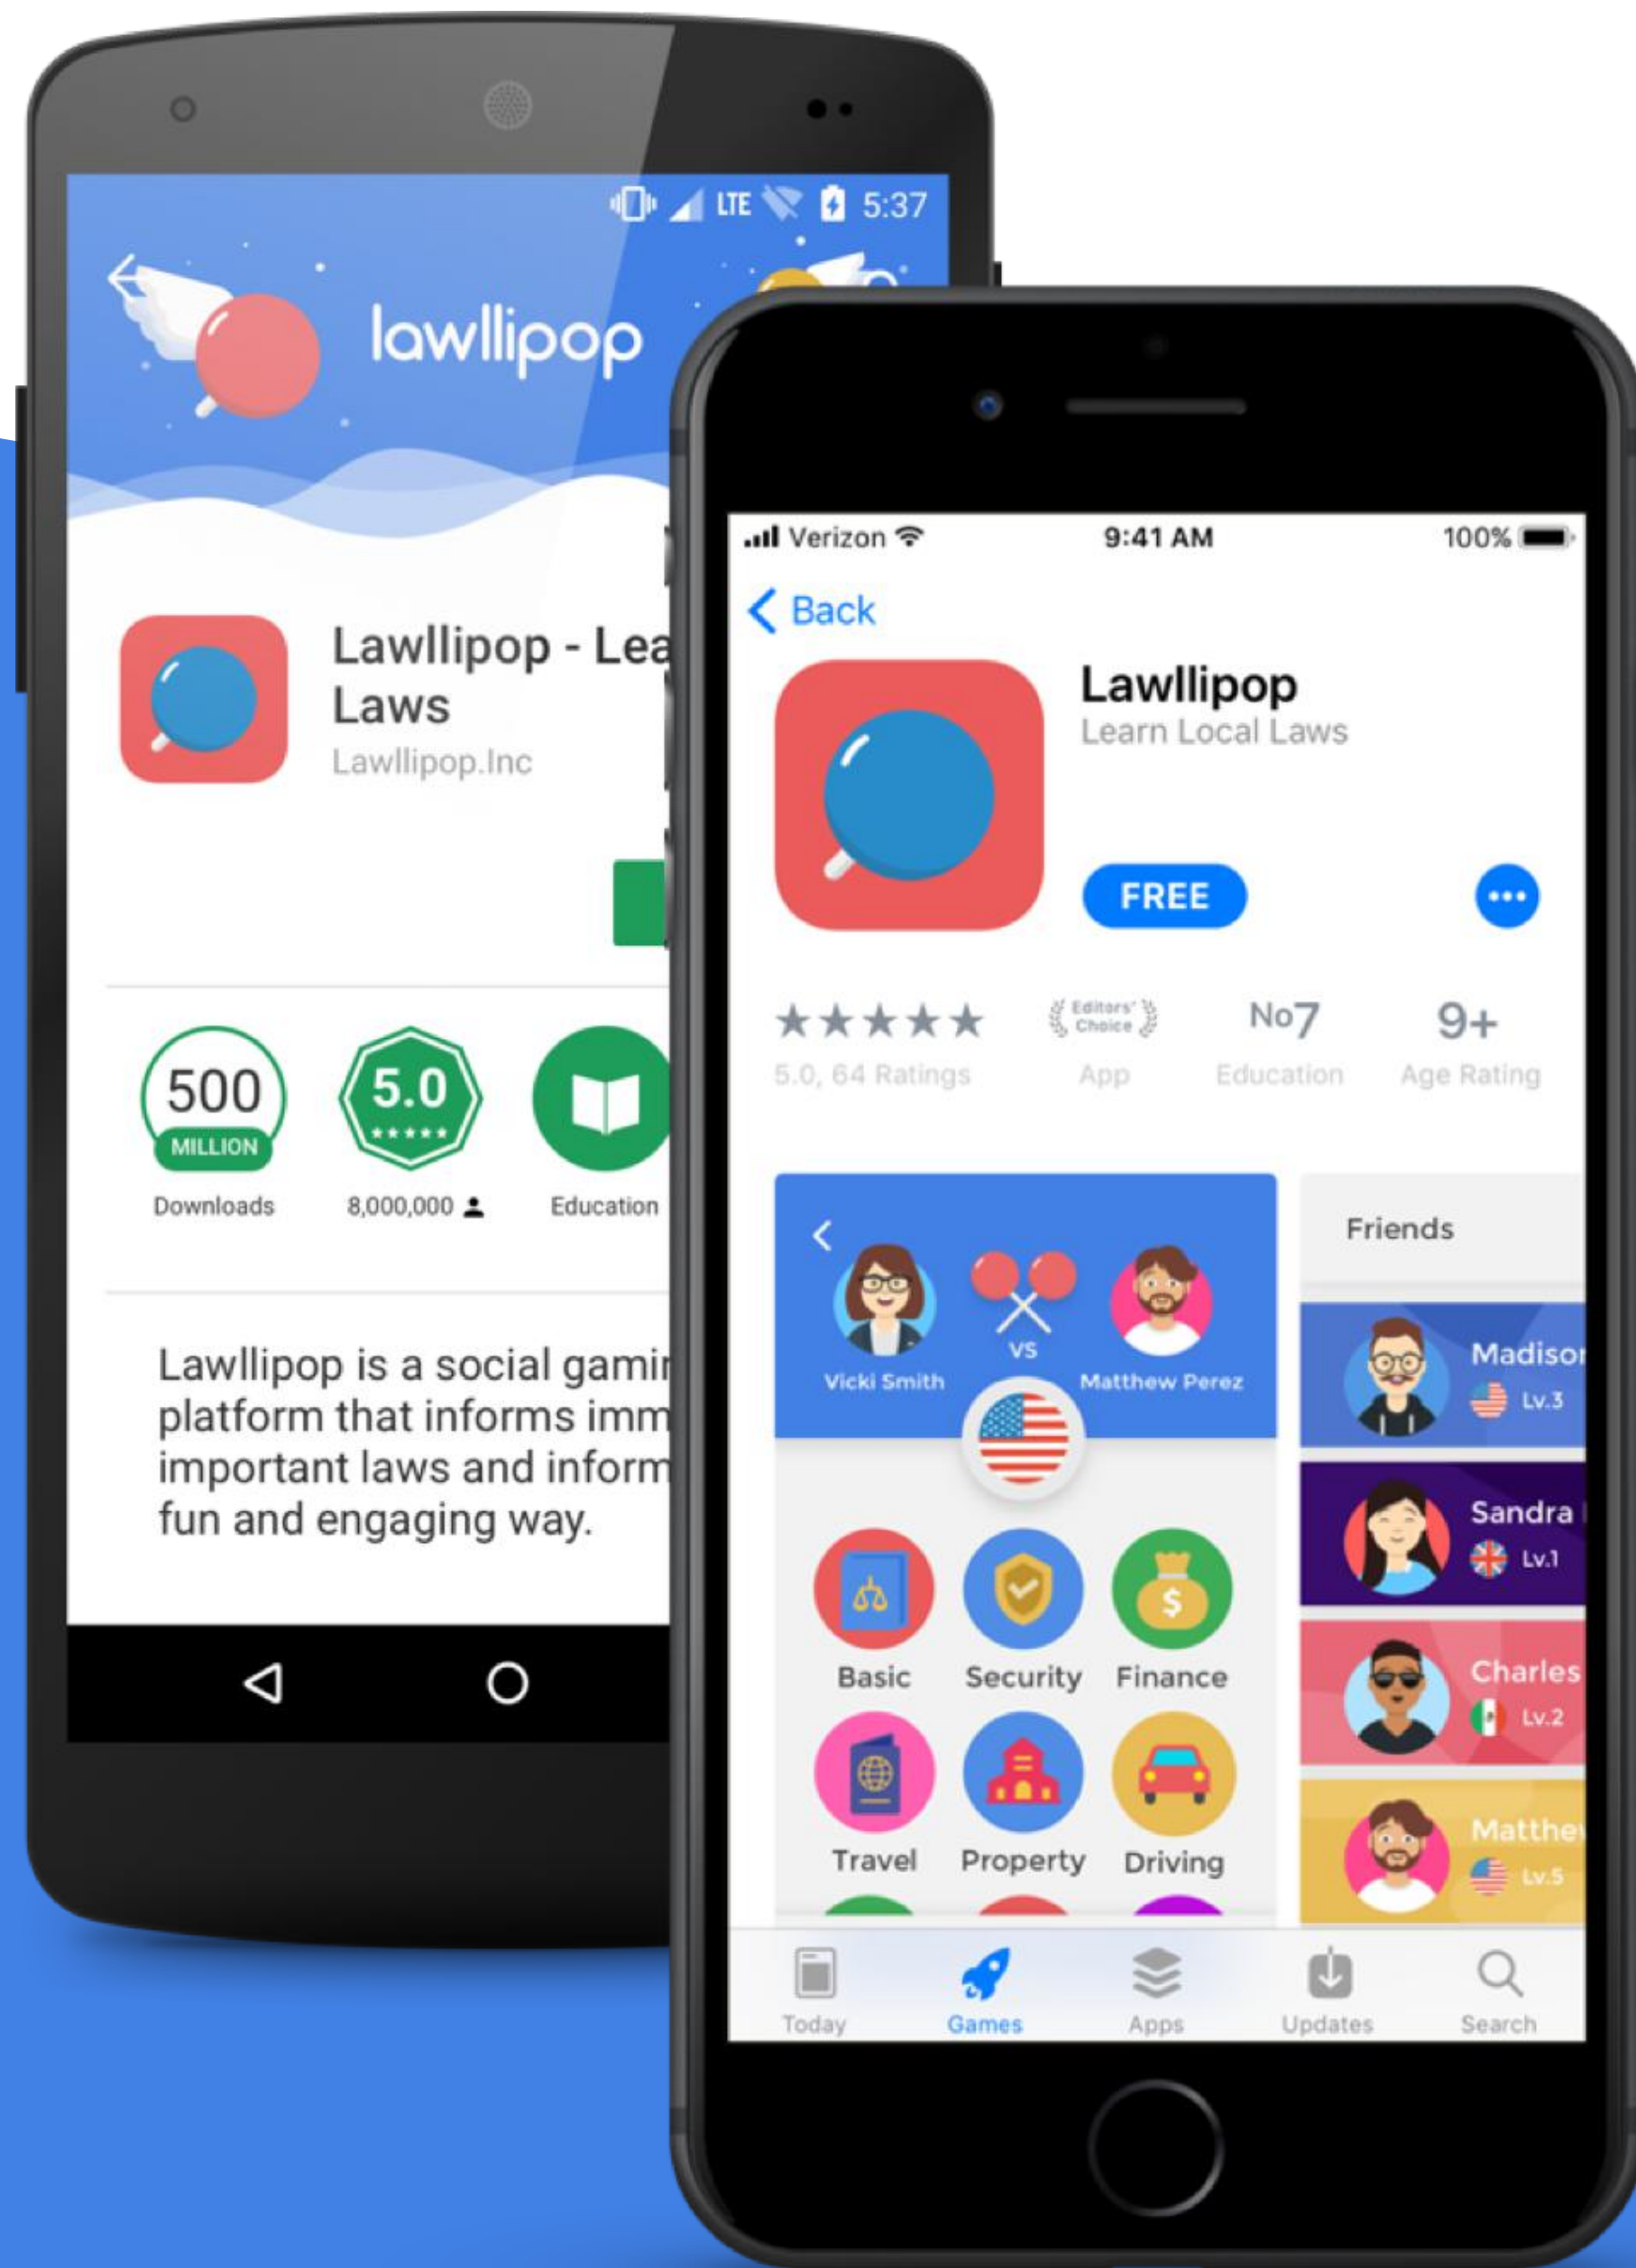 LTE 5:37
lawllipop
Lawllipop - Lea
Laws
Lawllipop.Inc
500
MILLION
Downloads
5.0
8,000,000
Education
Lawllipop is a social gamin
platform that informs imm
important laws and inform
fun and engaging way.
Verizon 9:41 AM 100%
Back
Lawllipop
Learn Local Laws
FREE
5.0, 64 Ratings
Editors' Choice
App
No7
Education
9+
Age Rating
VS
Vicki Smith
Matthew Perez
Basic Security Finance
Travel Property Driving
Friends
Madison
Lv.3
Sandra
Lv.1
Charles
Lv.2
Matthew
Lv.5
Today Games Apps Updates Search